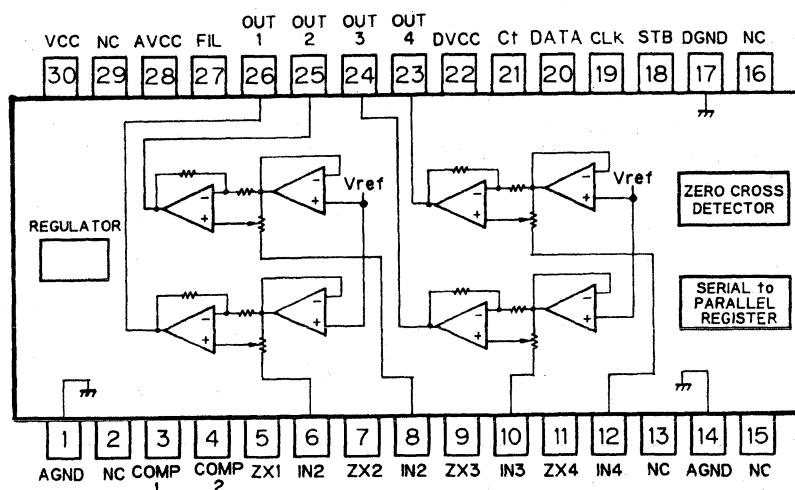 OUT OUT OUT OUT
VCC NC AVCC FIL 1 2 3 4 DVCC Ct DATA CLK STB DGND NC
30 29 28 27 26 25 24 23 22 21 20 19 18 17 16
Vref Vref
ZERO CROSS
DETECTOR
REGULATOR
SERIAL to
PARALLEL
REGISTER
1 2 3 4 5 6 7 8 9 10 11 12 13 14 15
AGND NC COMP 1 COMP 2 ZX1 IN2 ZX2 IN2 ZX3 IN3 ZX4 IN4 NC AGND NC